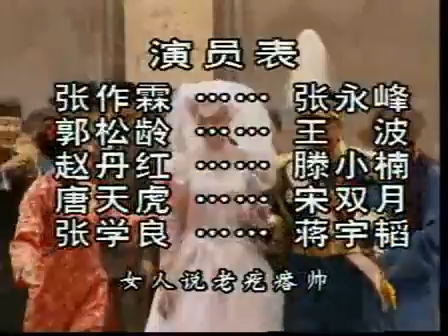 演员表
张作霖……张永峰
郭松龄……王 波
赵丹红……滕小楠
唐天虎……宋双月
张学良……蒋宇韬
女人说老疙瘩帅